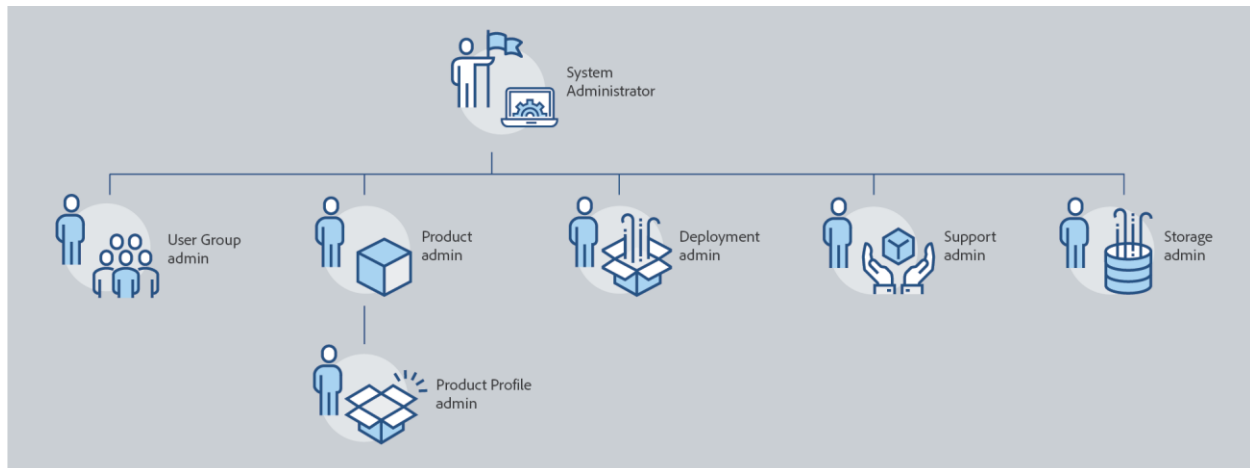 System
Administrator
User Group
admin
Product
admin
Deployment
admin
Support
admin
Storage
admin
Product Profile
admin